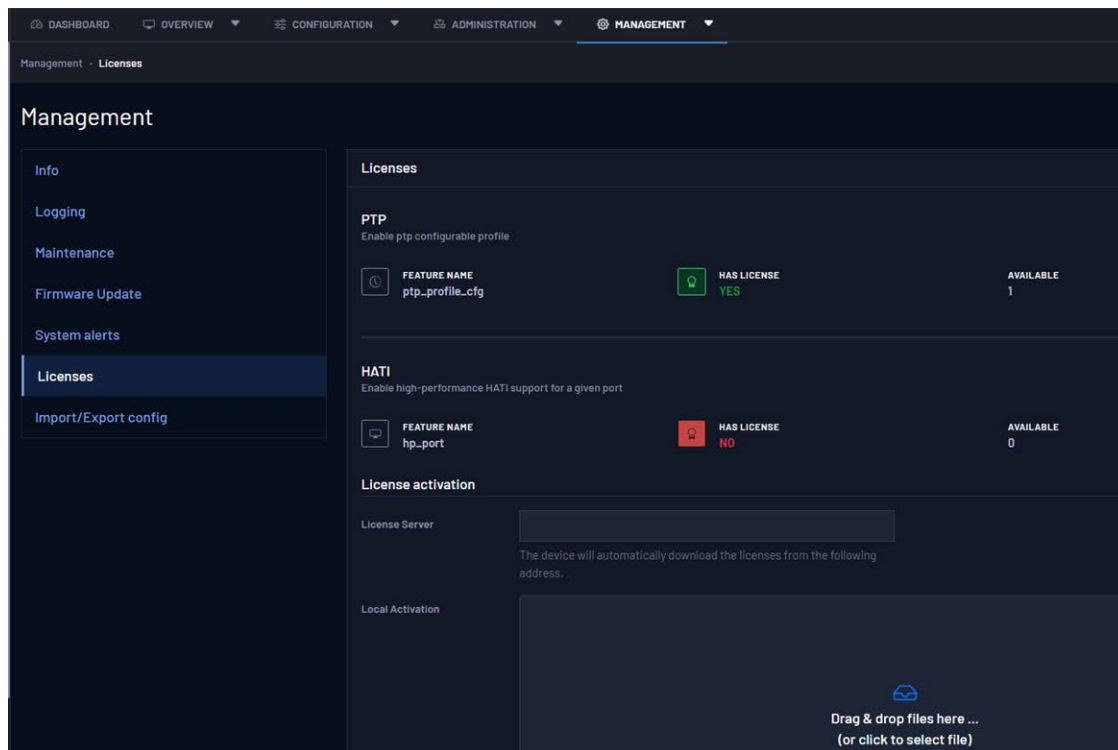 DASHBOARD OVERVIEW CONFIGURATION ADMINISTRATION MANAGEMENT
Management · Licenses
Management
Info
Logging
Maintenance
Firmware Update
System alerts
Licenses
Import/Export config
Licenses
PTP
Enable ptp configurable profile
FEATURE NAME HAS LICENSE AVAILABLE
ptp_profile_cfg YES 1
HATI
Enable high-performance HATI support for a given port
FEATURE NAME HAS LICENSE AVAILABLE
hp_port NO 0
License activation
License Server
The device will automatically download the licenses from the following
address.
Local Activation
Drag & drop files here ...
(or click to select file)